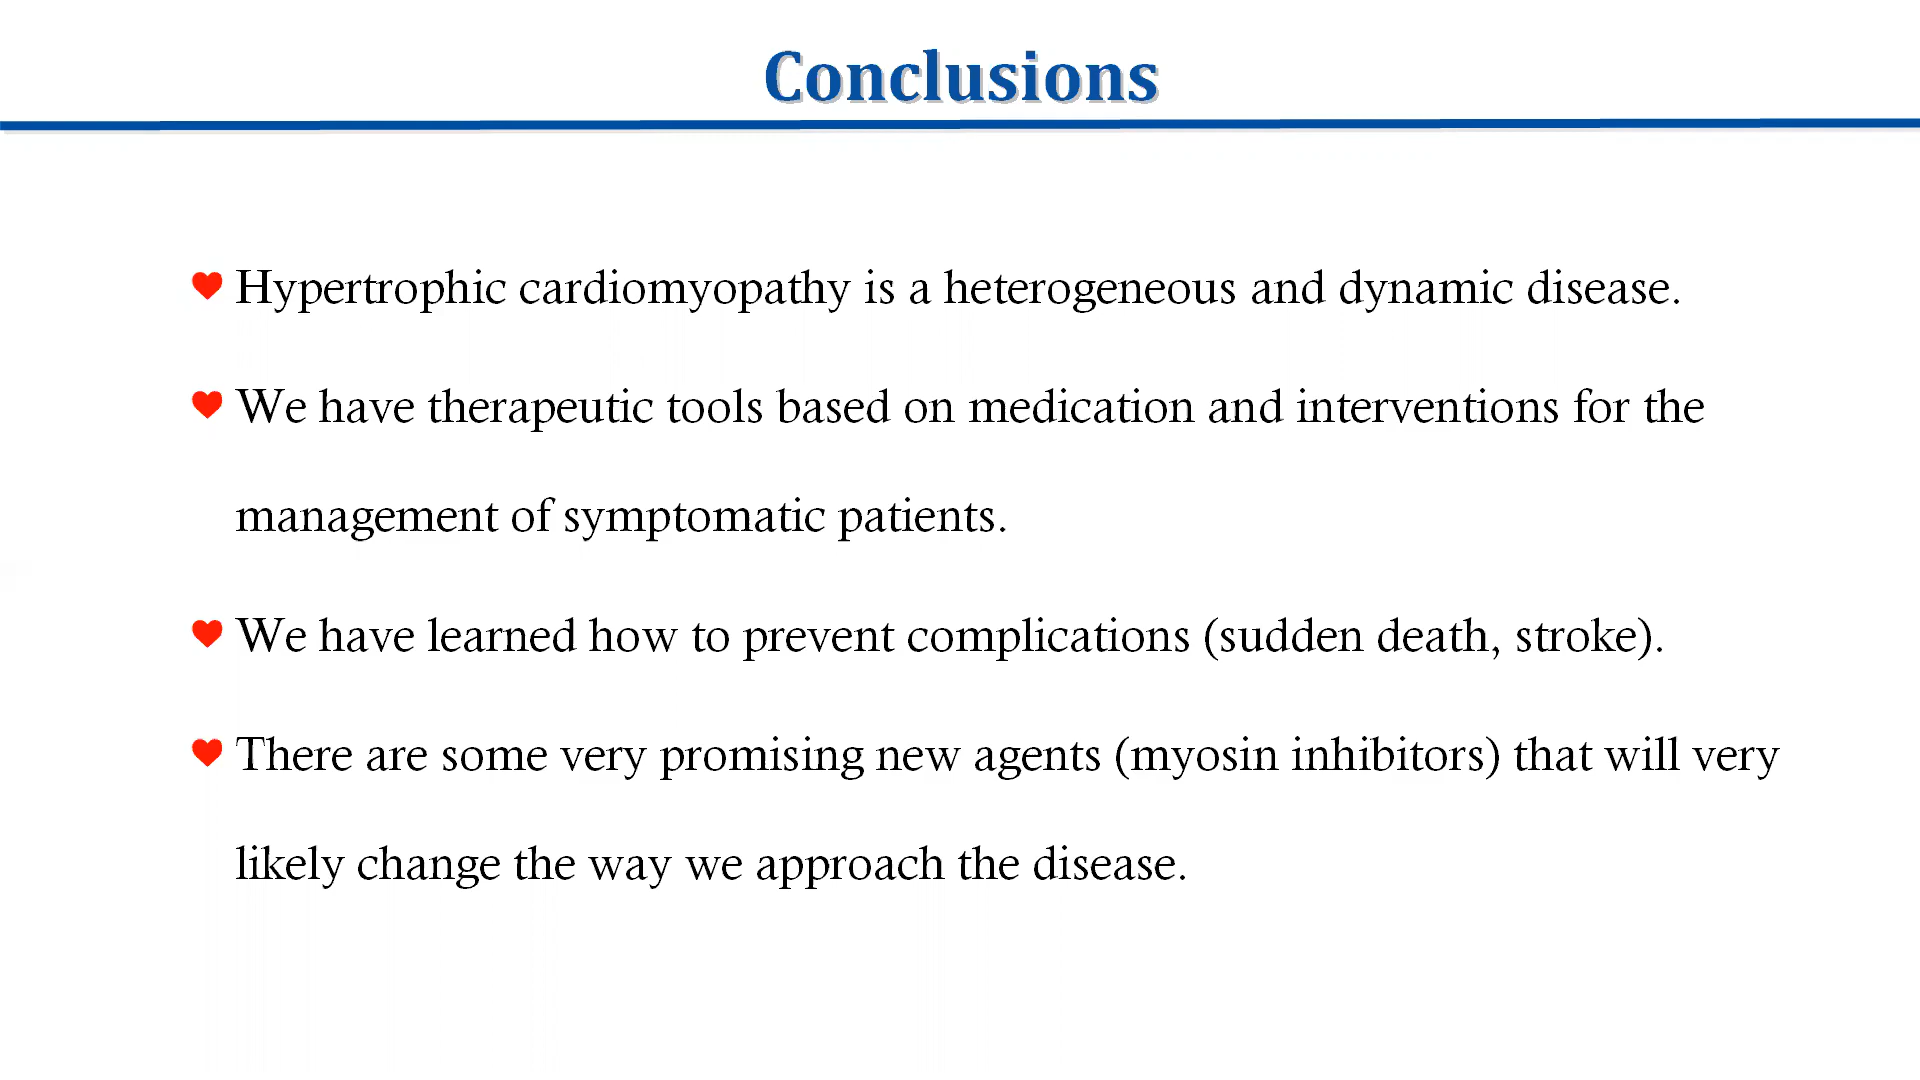 Conclusions
Hypertrophic cardiomyopathy is a heterogeneous and dynamic disease.
We have therapeutic tools based on medication and interventions for the
management of symptomatic patients.
We have learned how to prevent complications (sudden death, stroke).
There are some very promising new agents (myosin inhibitors) that will very
likely change the way we approach the disease.